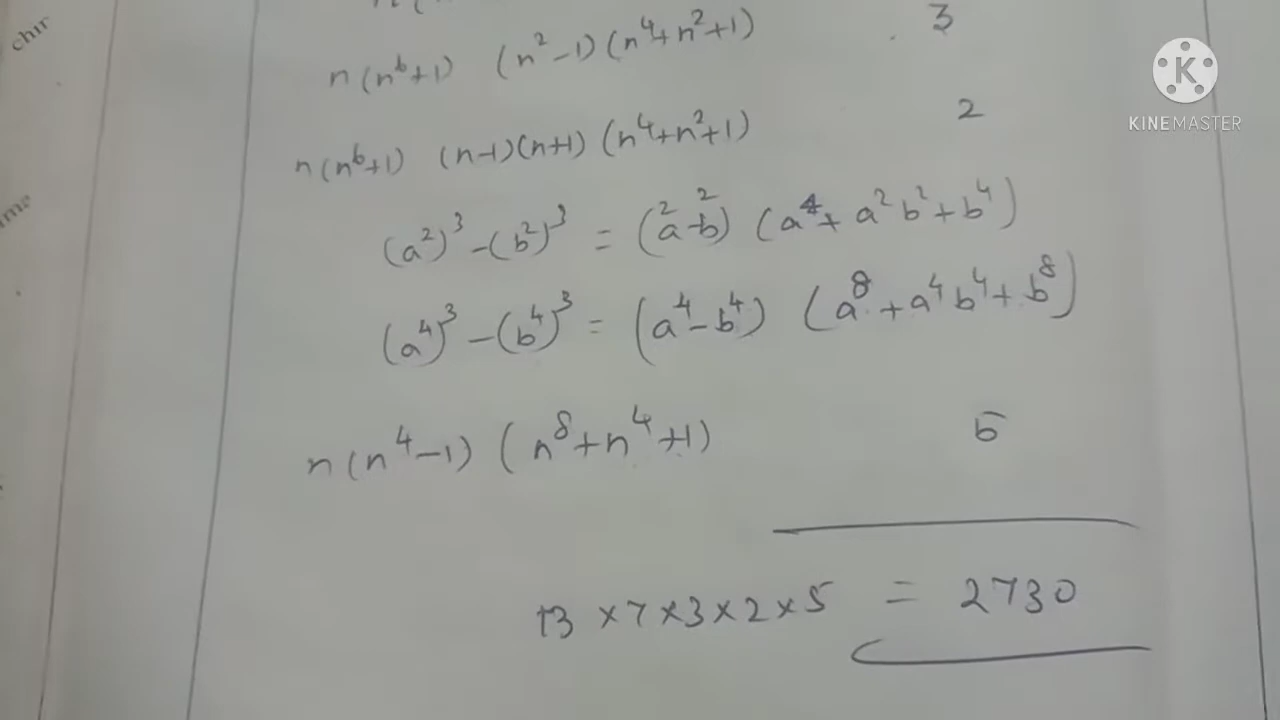 chir
n(n⁶+1) (n²-1)(n⁴+n²+1) 3
KINEMASTER
n(n⁶+1) (n-1)(n+1) (n⁴+n²+1) 2
(a²)³-(b²)³ = (a²-b²) (a⁴+a²b²+b⁴)
(a⁴)³-(b⁴)³ = (a⁴-b⁴) (a⁸+a⁴b⁴+b⁸)
n(n⁴-1) (n⁸+n⁴+1) 5
13 ×7×3×2×5 = 2730